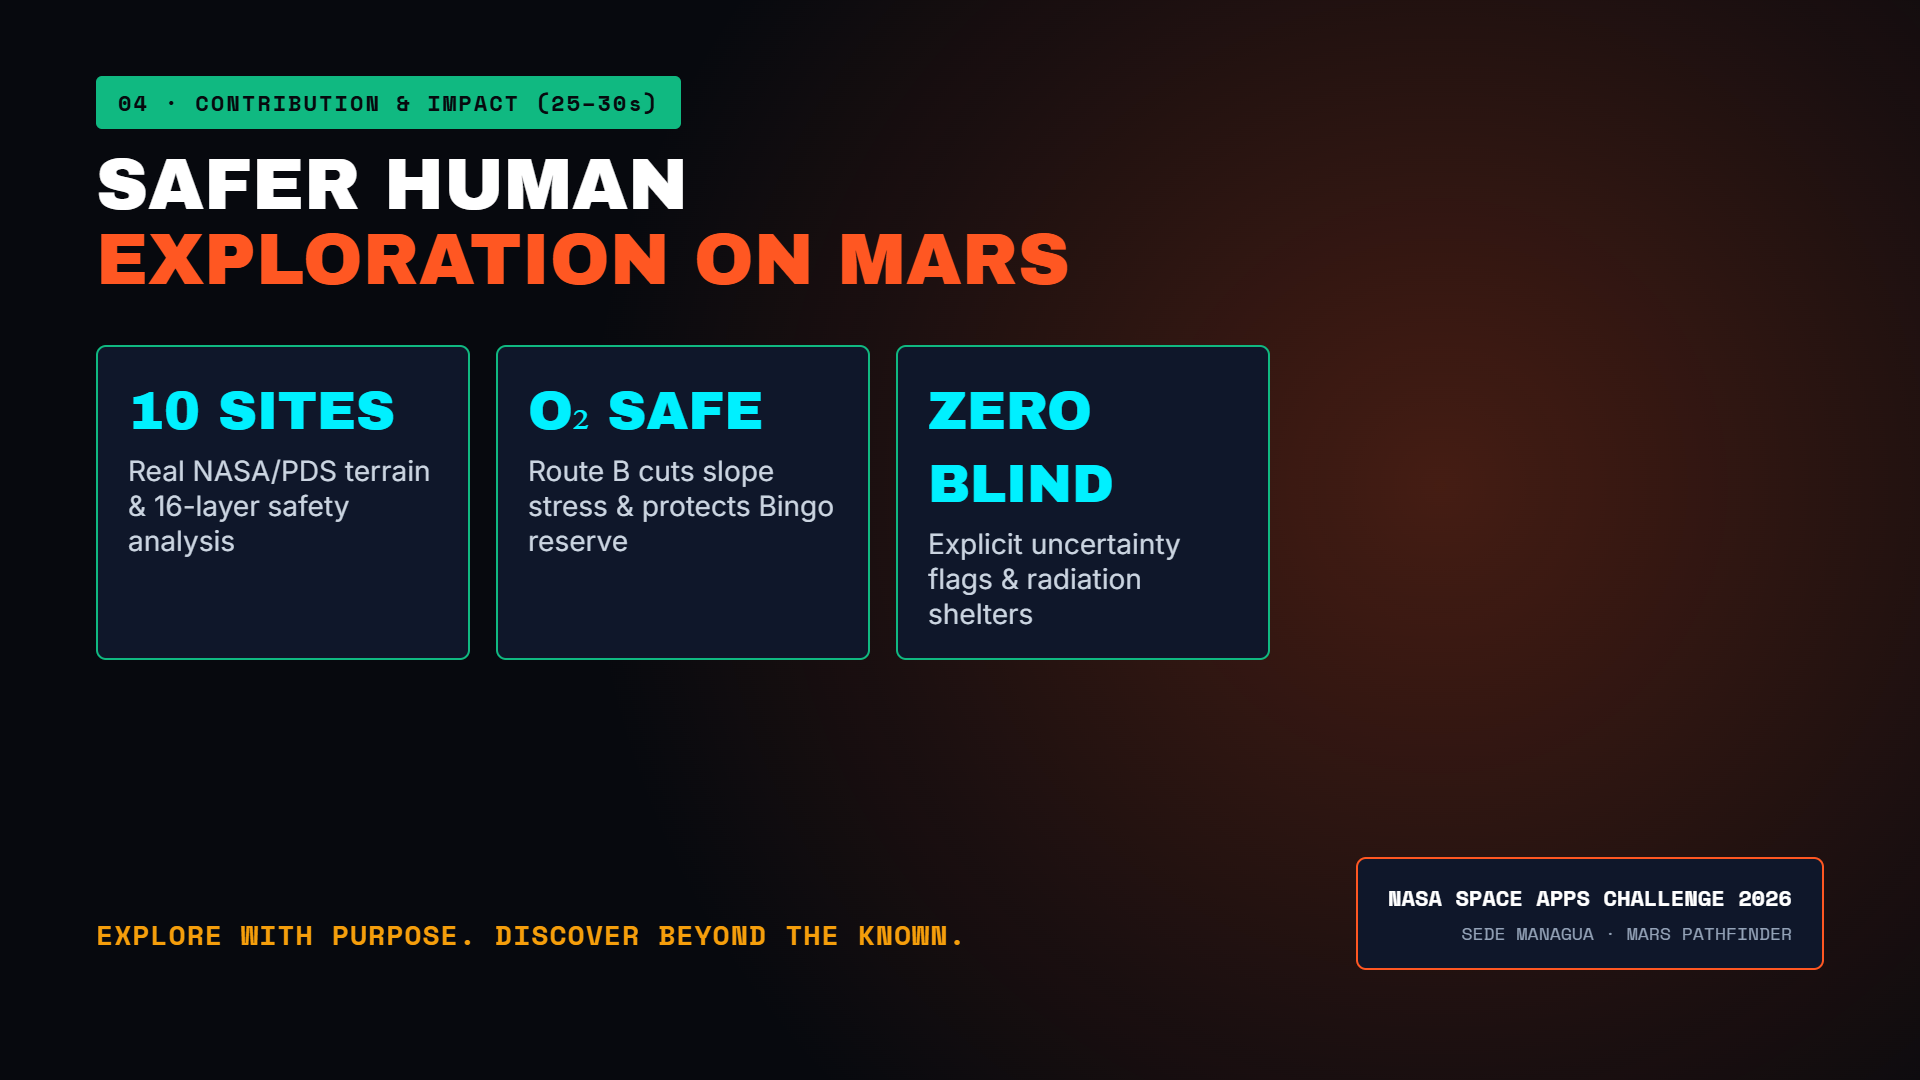 04 · CONTRIBUTION & IMPACT (25–30s)
SAFER HUMAN
EXPLORATION ON MARS
10 SITES
Real NASA/PDS terrain
& 16-layer safety
analysis
O₂ SAFE
Route B cuts slope
stress & protects Bingo
reserve
ZERO
BLIND
Explicit uncertainty
flags & radiation
shelters
EXPLORE WITH PURPOSE. DISCOVER BEYOND THE KNOWN.
NASA SPACE APPS CHALLENGE 2026
SEDE MANAGUA · MARS PATHFINDER